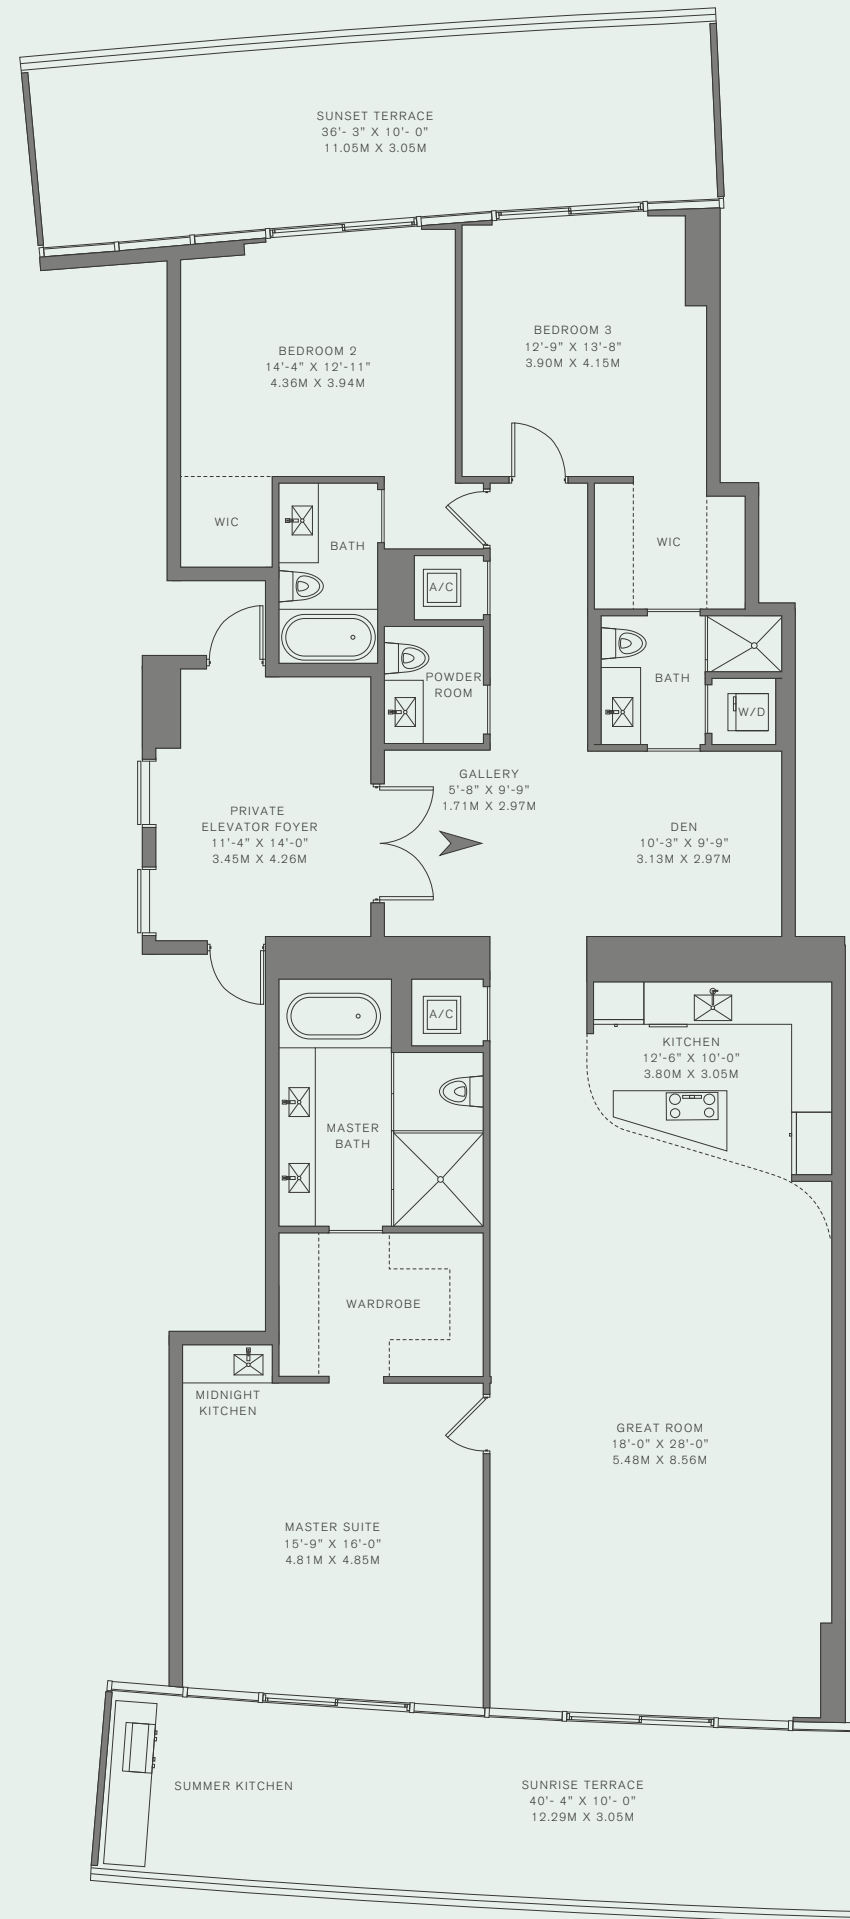 SUNSET TERRACE
36'- 3" X 10'- 0"
11.05M X 3.05M
BEDROOM 3
12'-9" X 13'-8"
3.90M X 4.15M
BEDROOM 2
14'-4" X 12'-11"
4.36M X 3.94M
WIC
BATH
WIC
A/C
POWDER
ROOM
BATH
W/D
GALLERY
5'-8" X 9'-9"
1.71M X 2.97M
PRIVATE
ELEVATOR FOYER
11'-4" X 14'-0"
3.45M X 4.26M
DEN
10'-3" X 9'-9"
3.13M X 2.97M
A/C
KITCHEN
12'-6" X 10'-0"
3.80M X 3.05M
MASTER
BATH
WARDROBE
MIDNIGHT
KITCHEN
GREAT ROOM
18'-0" X 28'-0"
5.48M X 8.56M
MASTER SUITE
15'-9" X 16'-0"
4.81M X 4.85M
SUMMER KITCHEN
SUNRISE TERRACE
40'- 4" X 10'- 0"
12.29M X 3.05M